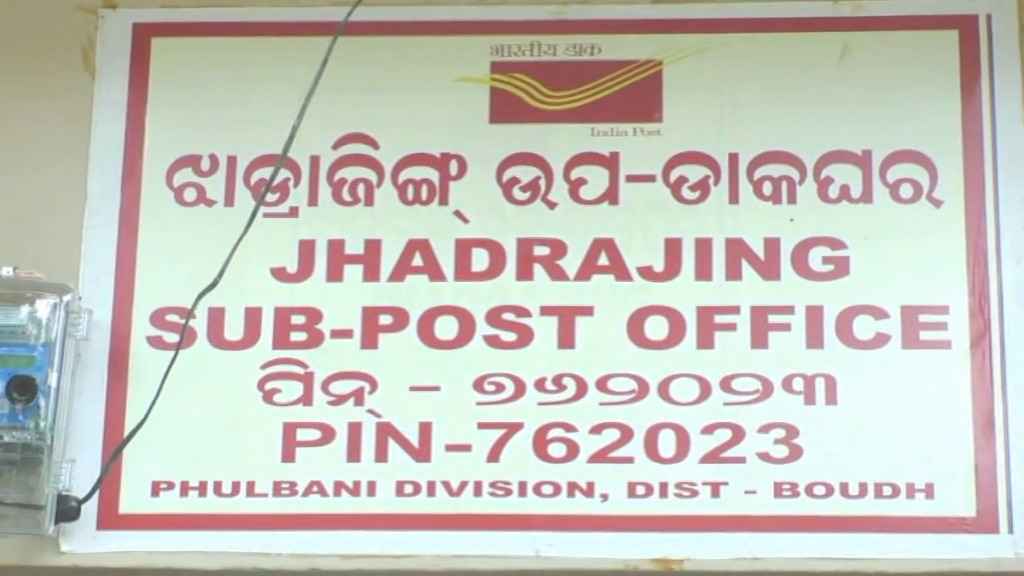 भारतीय डाक
India Post
ଝାଡ୍ରାଜିଙ୍ଗ୍ ଉପ-ଡାକଘର
JHADRAJING
SUB-POST OFFICE
ପିନ୍ - ୭୬୨୦୨୩
PIN-762023
PHULBANI DIVISION, DIST - BOUDH